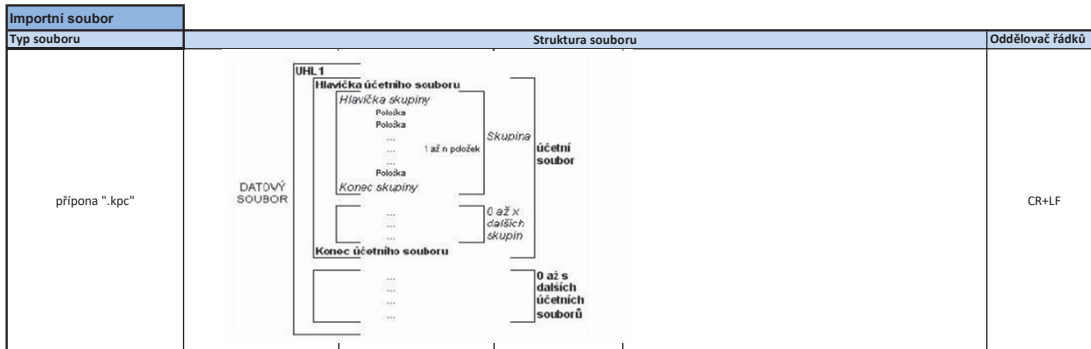 Importní soubor
Typ souboru
Struktura souboru
Oddělovač řádků
přípona ".kpc"
DATOVÝ
SOUBOR
UHL1
Hlavička účetního souboru
Hlavička skupiny
Položka
Položka
...
...
1 až n položek
...
Položka
Konec skupiny
Skupina
účetní
soubor
...
...
...
0 až x
dalších
skupin
Konec účetního souboru
...
...
...
...
0 až s
dalších
účetních
souborů
CR+LF